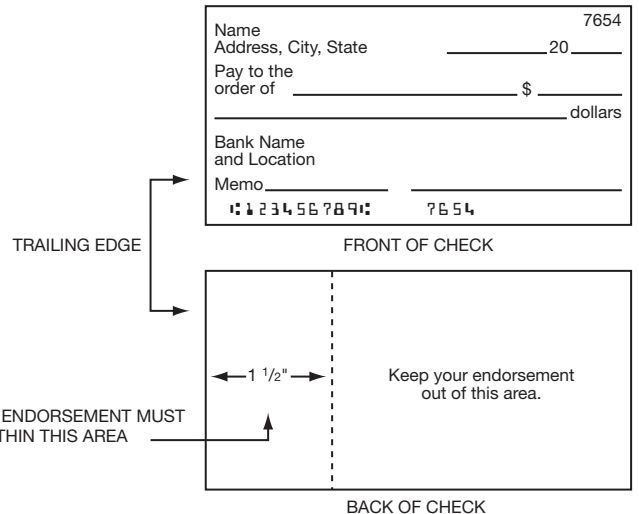 7654
Name
Address, City, State 20
Pay to the
order of $
dollars
Bank Name
and Location
Memo
⑆123456789⑆ 7654
TRAILING EDGE
FRONT OF CHECK
1 1/2"
Keep your endorsement
out of this area.
ENDORSEMENT MUST
THIN THIS AREA
BACK OF CHECK